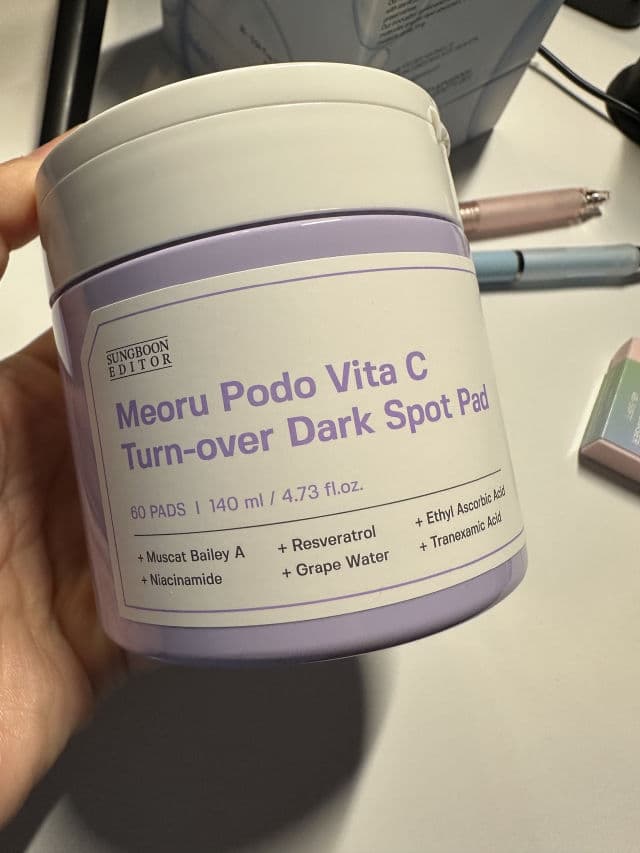 SUNGBOON
EDITOR
Meoru Podo Vita C
Turn-over Dark Spot Pad
60 PADS I 140 ml / 4.73 fl.oz.
+ Muscat Bailey A
+ Resveratrol
+ Ethyl Ascorbic Acid
+ Niacinamide
+ Grape Water
+ Tranexamic Acid